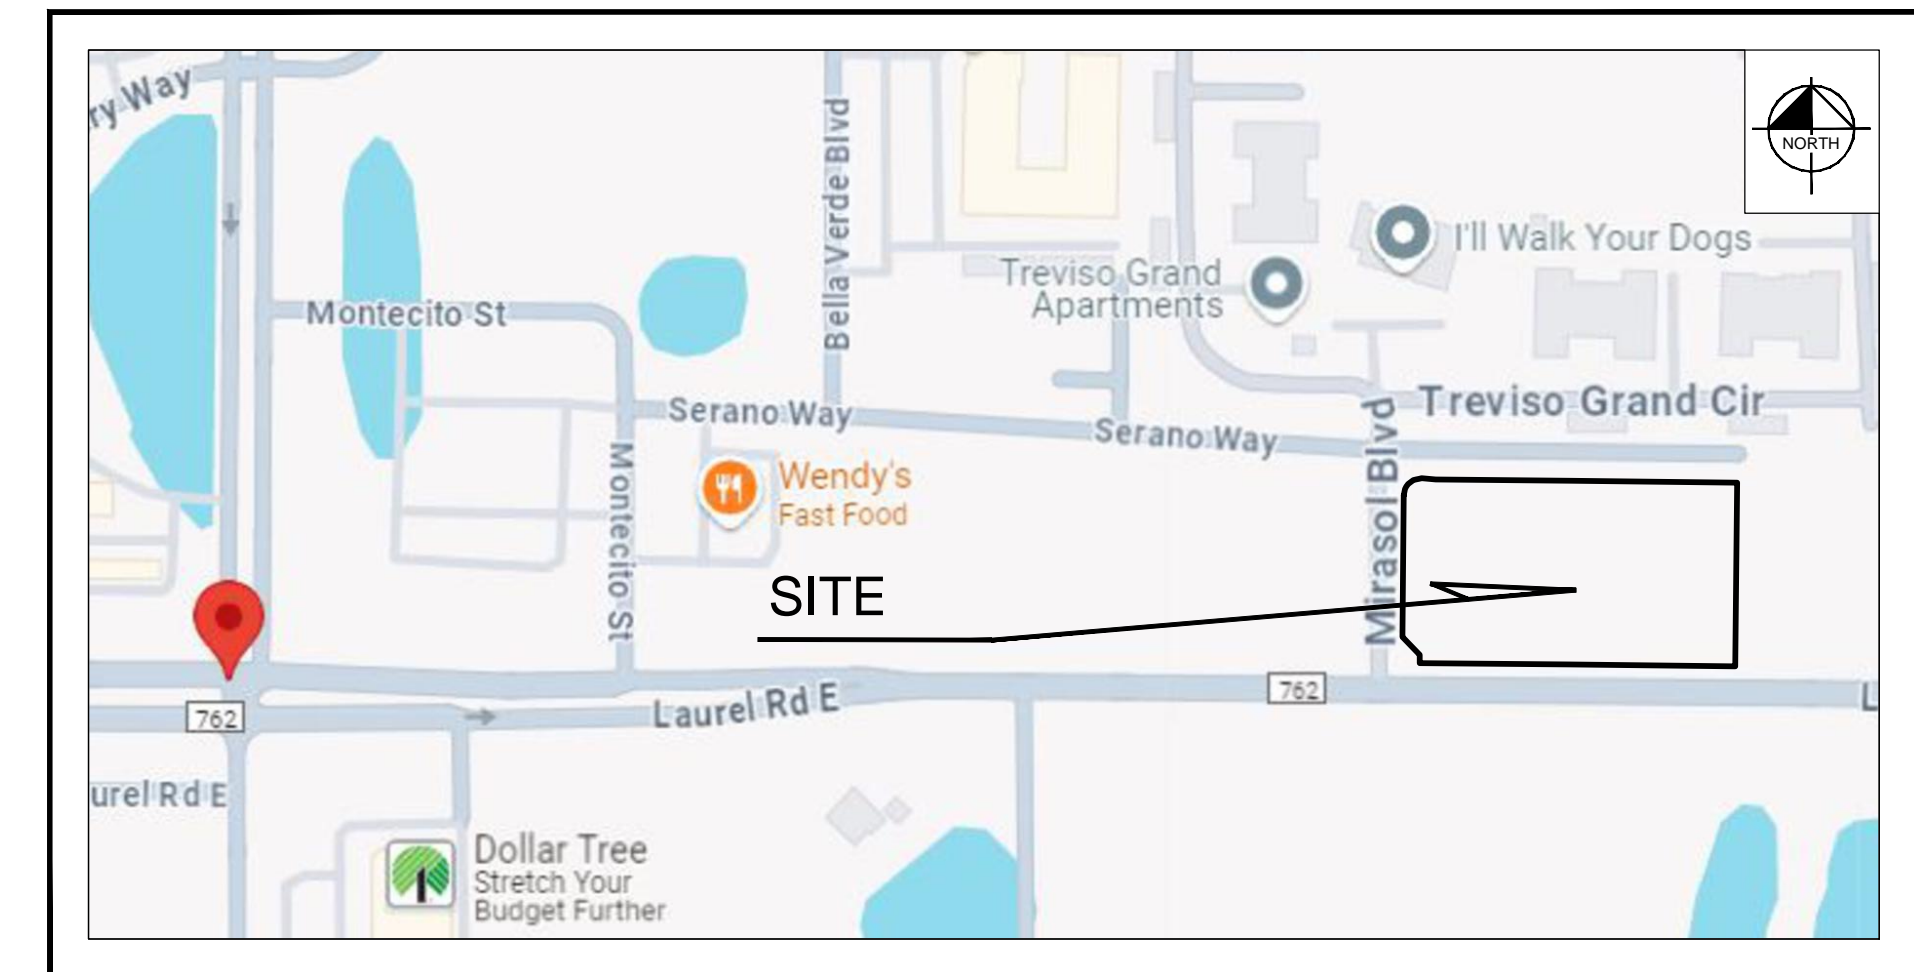 ry Way
NORTH
Bella Verde Blvd
I'll Walk Your Dogs
Treviso Grand
Apartments
Montecito St
Treviso Grand Cir
Serano Way
Serano Way
Mirasol Blvd
Montecito St
Wendy's
Fast Food
SITE
762
762
Laurel Rd E
L
urel Rd E
Dollar Tree
Stretch Your
Budget Further